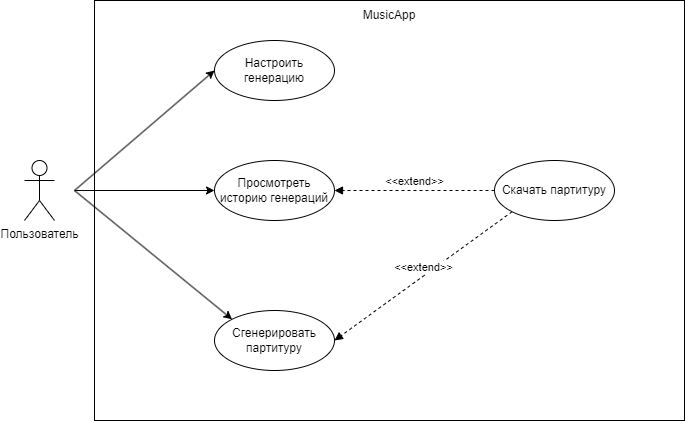 MusicApp
Настроить
генерацию
Просмотреть
историю генераций
<<extend>>
Скачать партитуру
Пользователь
<<extend>>
Сгенерировать
партитуру